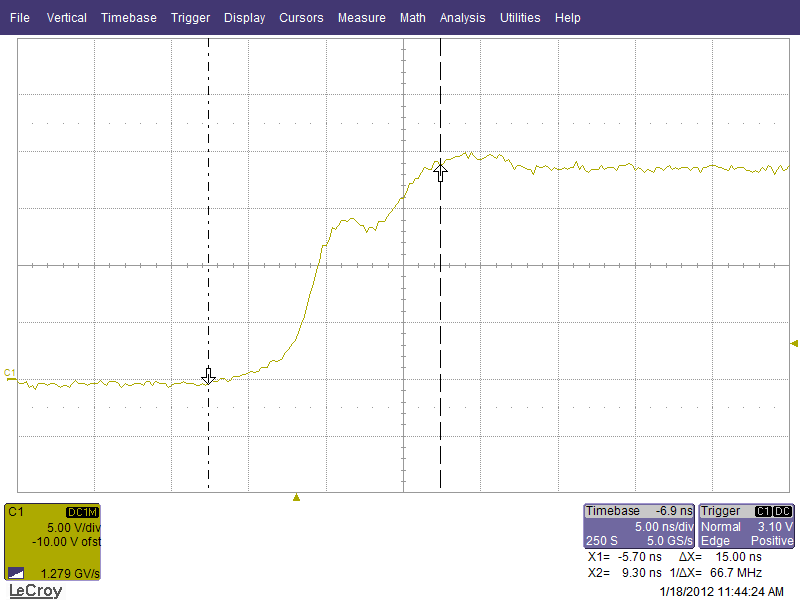 File Vertical Timebase Trigger Display Cursors Measure Math Analysis Utilities Help
C1
C1 DC1M
5.00 V/div
-10.00 V ofst
1.279 GV/s
LeCroy
Timebase -6.9 ns
5.00 ns/div
250 S 5.0 GS/s
Trigger C1 DC
Normal 3.10 V
Edge Positive
X1= -5.70 ns ΔX= 15.00 ns
X2= 9.30 ns 1/ΔX= 66.7 MHz
1/18/2012 11:44:24 AM